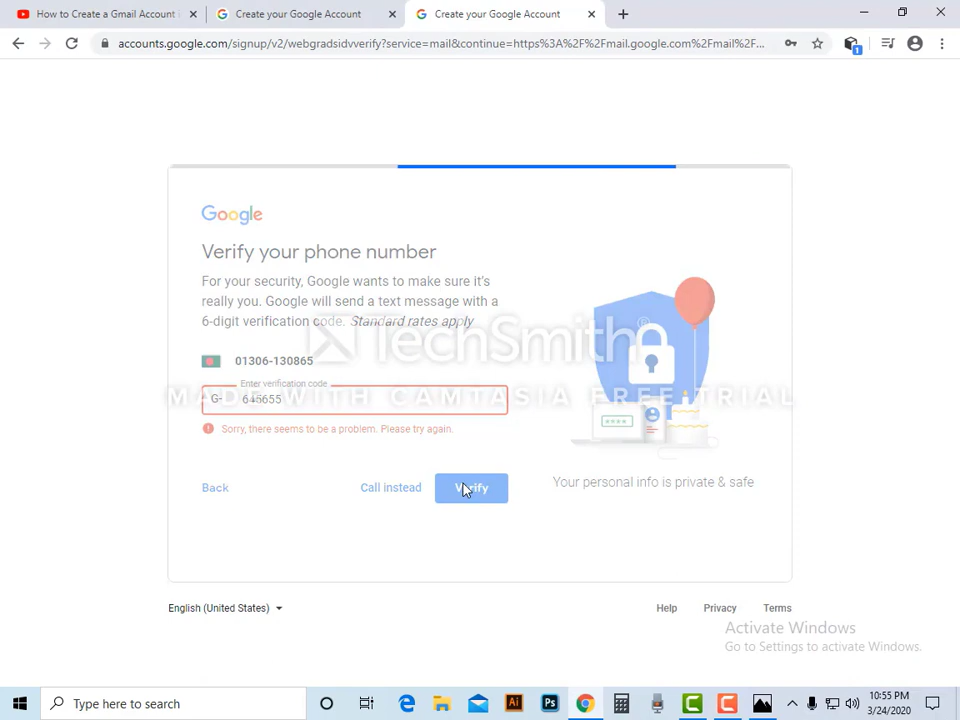 How to Create a Gmail Account i
Create your Google Account
Create your Google Account
accounts.google.com/signup/v2/webgradsidvverify?service=mail&continue=https%3A%2F%2Fmail.google.com%2Fmail%2F...
1
Google
Verify your phone number
For your security, Google wants to make sure it's
really you. Google will send a text message with a
6-digit verification code. Standard rates apply
TechSmith®
01306-130865
Enter verification code
MADE WITH CAMTASIA FREE TRIAL
G-
Sorry, there seems to be a problem. Please try again.
Back
Call instead
Verify
Your personal info is private & safe
English (United States)
Help
Privacy
Terms
Activate Windows
Go to Settings to activate Windows.
Type here to search
Ai
Ps
10:55 PM
3/24/2020